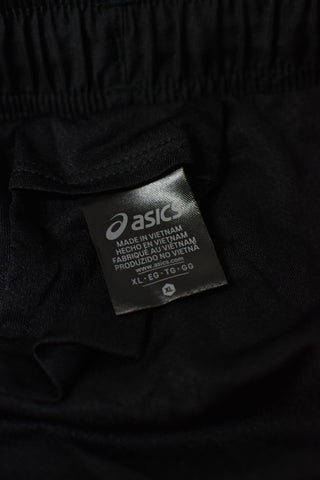 asics
MADE IN VIETNAM
HECHO EN VIETNAM
FABRIQUÉ AU VIÊTNAM
PRODUZIDO NO VIETNÃ
www.asics.com
XL·EG·TG·GG
XL